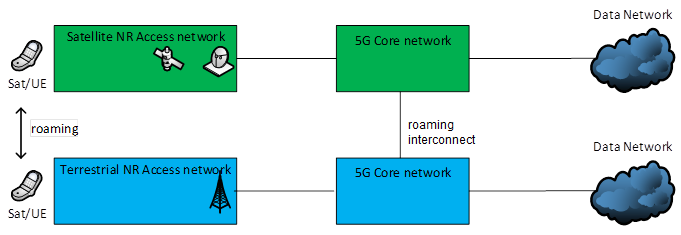 Satellite NR Access network
5G Core network
Data Network
Sat/UE
roaming
roaming
interconnect
Terrestrial NR Access network
5G Core network
Data Network
Sat/UE